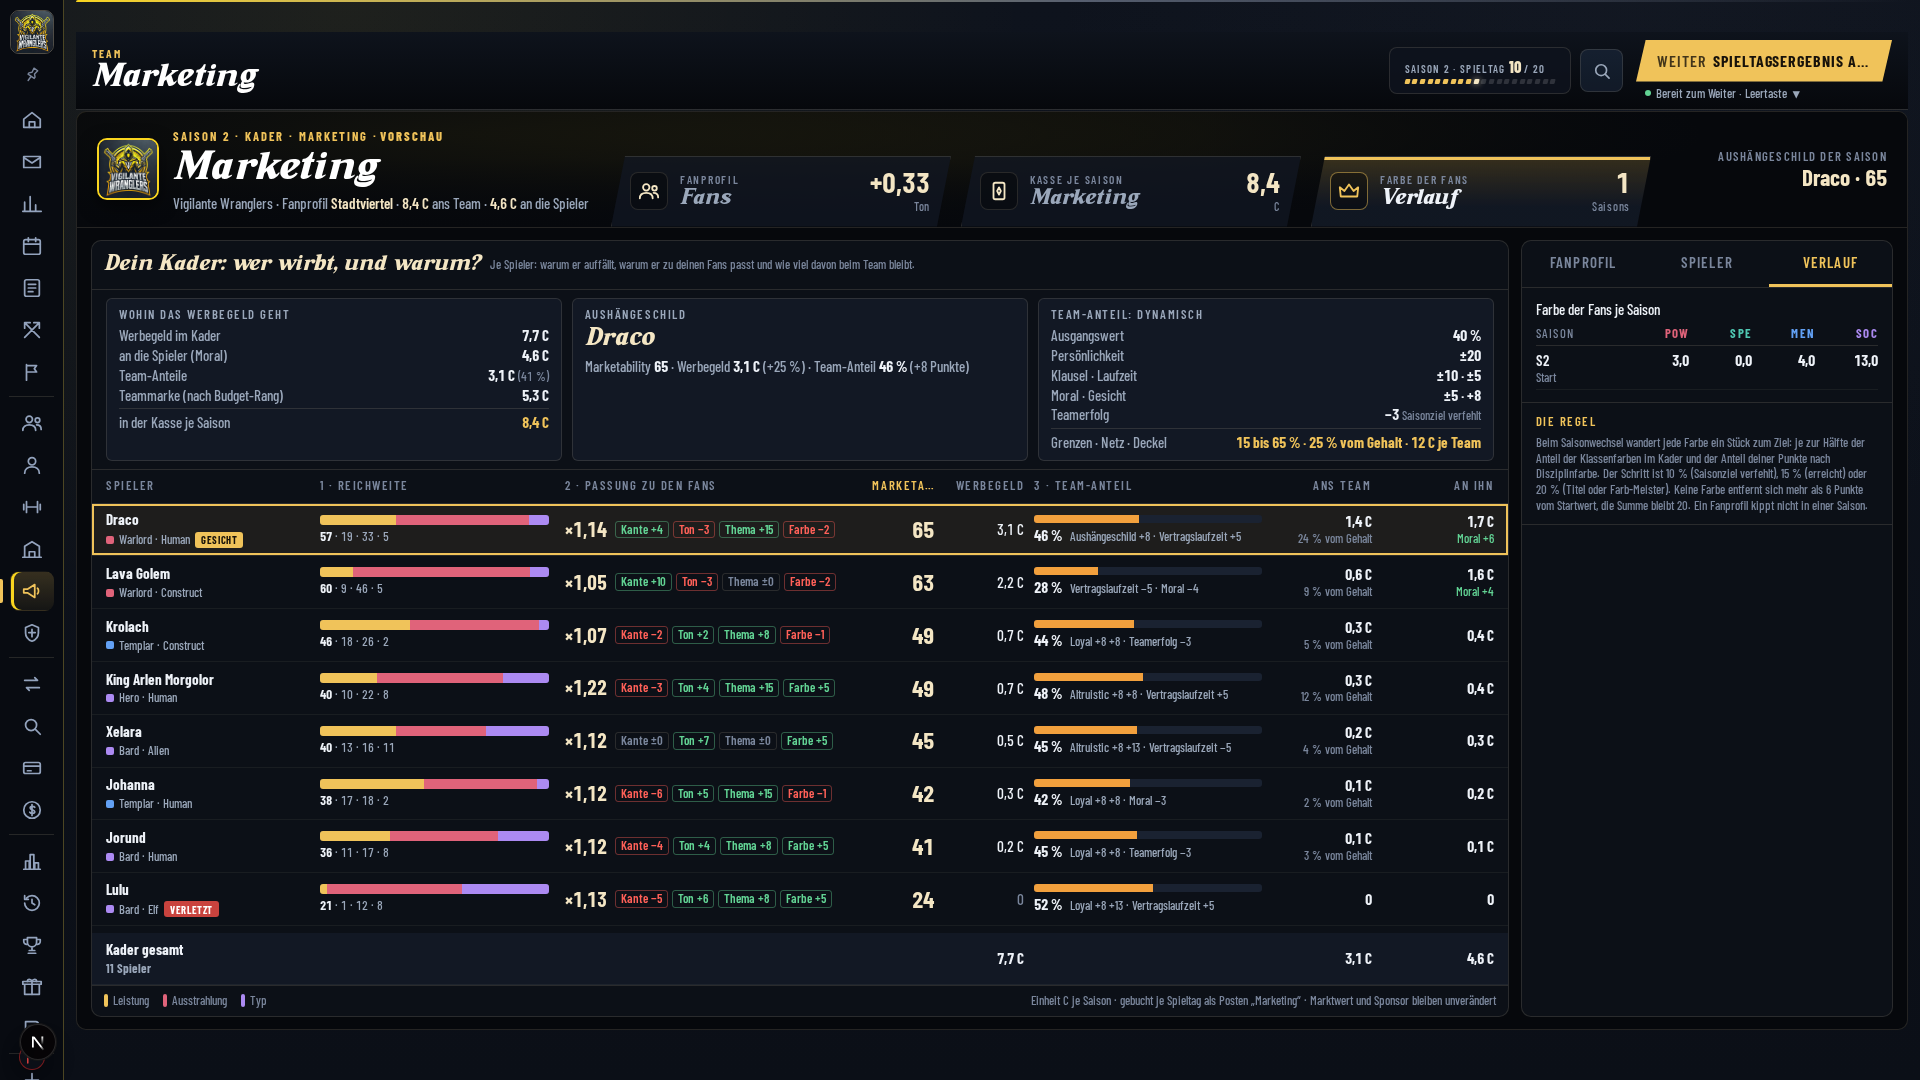 TEAM
Marketing
SAISON 2 · SPIELTAG 10 / 20
WEITER SPIELTAGSERGEBNIS A...
Bereit zum Weiter · Leertaste ▼
VIGILANTE WRANGLERS
SAISON 2 · KADER · MARKETING · VORSCHAU
Marketing
Vigilante Wranglers · Fanprofil Stadtviertel · 8,4 C ans Team · 4,6 C an die Spieler
FANPROFIL
Fans
+0,33
Ton
KASSE JE SAISON
Marketing
8,4
C
FARBE DER FANS
Verlauf
1
Saisons
AUSHÄNGESCHILD DER SAISON
Draco · 65
Dein Kader: wer wirbt, und warum? Je Spieler: warum er auffällt, warum er zu deinen Fans passt und wie viel davon beim Team bleibt.
WOHIN DAS WERBEGELD GEHT
Werbegeld im Kader 7,7 C
an die Spieler (Moral) 4,6 C
Team-Anteile 3,1 C (41 %)
Teammarke (nach Budget-Rang) 5,3 C
in der Kasse je Saison 8,4 C
AUSHÄNGESCHILD
Draco
Marketability 65 · Werbegeld 3,1 C (+25 %) · Team-Anteil 46 % (+8 Punkte)
TEAM-ANTEIL: DYNAMISCH
Ausgangswert 40 %
Persönlichkeit ±20
Klausel · Laufzeit ±10 · ±5
Moral · Gesicht ±5 · +8
Teamerfolg −3 Saisonziel verfehlt
Grenzen · Netz · Deckel 15 bis 65 % · 25 % vom Gehalt · 12 C je Team
SPIELER 1 · REICHWEITE 2 · PASSUNG ZU DEN FANS MARKETA... WERBEGELD 3 · TEAM-ANTEIL ANS TEAM AN IHN
Draco
Warlord · Human GESICHT
57 · 19 · 33 · 5
×1,14 Kante +4 Ton −3 Thema +15 Farbe −2
65
3,1 C
46 % Aushängeschild +8 · Vertragslaufzeit +5
1,4 C
24 % vom Gehalt
1,7 C
Moral +6
Lava Golem
Warlord · Construct
60 · 9 · 46 · 5
×1,05 Kante +10 Ton −3 Thema ±0 Farbe −2
63
2,2 C
28 % Vertragslaufzeit −5 · Moral −4
0,6 C
9 % vom Gehalt
1,6 C
Moral +4
Krolach
Templar · Construct
46 · 18 · 26 · 2
×1,07 Kante −2 Ton +2 Thema +8 Farbe −1
49
0,7 C
44 % Loyal +8 +8 · Teamerfolg −3
0,3 C
5 % vom Gehalt
0,4 C
King Arlen Morgolor
Hero · Human
40 · 10 · 22 · 8
×1,22 Kante −3 Ton +4 Thema +15 Farbe +5
49
0,7 C
48 % Altruistic +8 +8 · Vertragslaufzeit +5
0,3 C
12 % vom Gehalt
0,4 C
Xelara
Bard · Alien
40 · 13 · 16 · 11
×1,12 Kante ±0 Ton +7 Thema ±0 Farbe +5
45
0,5 C
45 % Altruistic +8 +13 · Vertragslaufzeit −5
0,2 C
4 % vom Gehalt
0,3 C
Johanna
Templar · Human
38 · 17 · 18 · 2
×1,12 Kante −6 Ton +5 Thema +15 Farbe −1
42
0,3 C
42 % Loyal +8 +8 · Moral −3
0,1 C
2 % vom Gehalt
0,2 C
Jorund
Bard · Human
36 · 11 · 17 · 8
×1,12 Kante −4 Ton +4 Thema +8 Farbe +5
41
0,2 C
45 % Loyal +8 +8 · Teamerfolg −3
0,1 C
3 % vom Gehalt
0,1 C
Lulu
Bard · Elf VERLETZT
21 · 1 · 12 · 8
×1,13 Kante −5 Ton +6 Thema +8 Farbe +5
24
0
52 % Loyal +8 +13 · Vertragslaufzeit +5
0
0
Kader gesamt
11 Spieler
7,7 C
3,1 C
4,6 C
Leistung Ausstrahlung Typ
Einheit C je Saison · gebucht je Spieltag als Posten „Marketing“ · Marktwert und Sponsor bleiben unverändert
FANPROFIL SPIELER VERLAUF
Farbe der Fans je Saison
SAISON POW SPE MEN SOC
S2 3,0 0,0 4,0 13,0
Start
DIE REGEL
Beim Saisonwechsel wandert jede Farbe ein Stück zum Ziel: je zur Hälfte der
Anteil der Klassenfarben im Kader und der Anteil deiner Punkte nach
Disziplinfarbe. Der Schritt ist 10 % (Saisonziel verfehlt), 15 % (erreicht) oder
20 % (Titel oder Farb-Meister). Keine Farbe entfernt sich mehr als 6 Punkte
vom Startwert, die Summe bleibt 20. Ein Fanprofil kippt nicht in einer Saison.
N